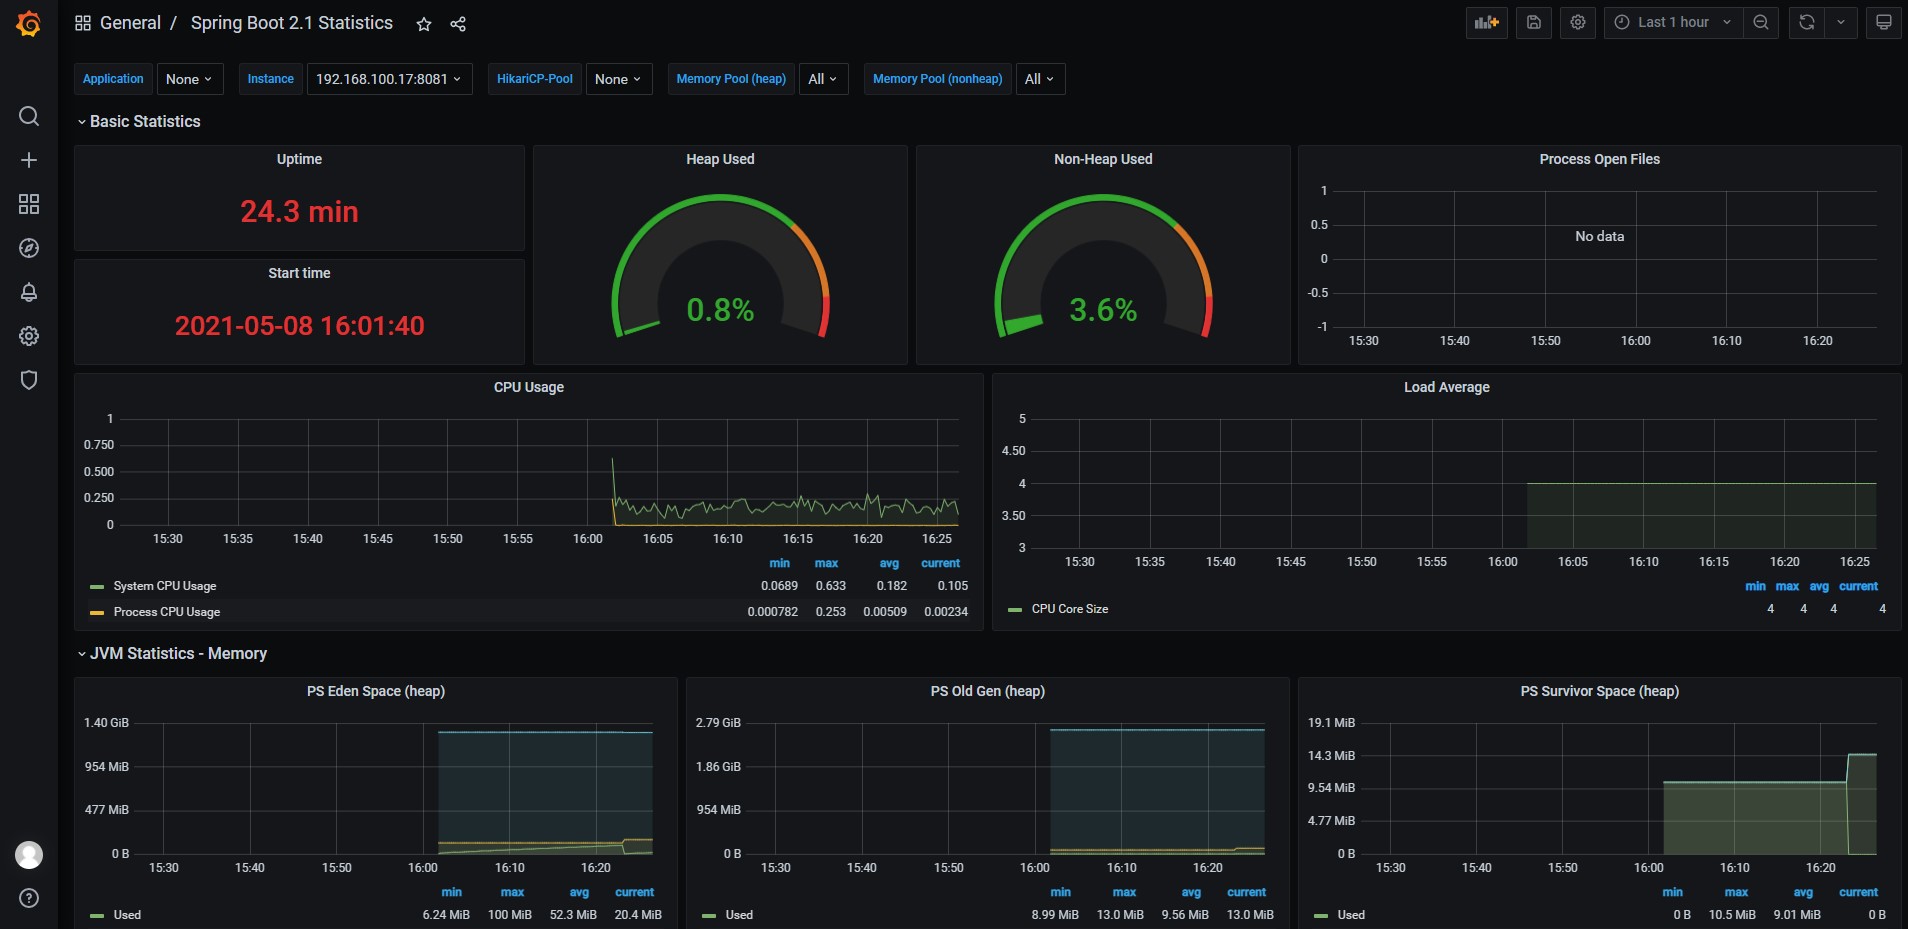 General / Spring Boot 2.1 Statistics
Last 1 hour
Application None Instance 192.168.100.17:8081 HikariCP-Pool None Memory Pool (heap) All Memory Pool (nonheap) All
Basic Statistics
Uptime
24.3 min
Start time
2021-05-08 16:01:40
Heap Used
0.8%
Non-Heap Used
3.6%
Process Open Files
1
0.5
0
-0.5
-1
No data
15:30 15:40 15:50 16:00 16:10 16:20
CPU Usage
1
0.750
0.500
0.250
0
15:30 15:35 15:40 15:45 15:50 15:55 16:00 16:05 16:10 16:15 16:20 16:25
min max avg current
System CPU Usage 0.0689 0.633 0.182 0.105
Process CPU Usage 0.000782 0.253 0.00509 0.00234
Load Average
5
4.50
4
3.50
3
15:30 15:35 15:40 15:45 15:50 15:55 16:00 16:05 16:10 16:15 16:20 16:25
min max avg current
CPU Core Size 4 4 4 4
JVM Statistics - Memory
PS Eden Space (heap)
1.40 GiB
954 MiB
477 MiB
0 B
15:30 15:40 15:50 16:00 16:10 16:20
min max avg current
Used 6.24 MiB 100 MiB 52.3 MiB 20.4 MiB
PS Old Gen (heap)
2.79 GiB
1.86 GiB
954 MiB
0 B
15:30 15:40 15:50 16:00 16:10 16:20
min max avg current
Used 8.99 MiB 13.0 MiB 9.56 MiB 13.0 MiB
PS Survivor Space (heap)
19.1 MiB
14.3 MiB
9.54 MiB
4.77 MiB
0 B
15:30 15:40 15:50 16:00 16:10 16:20
min max avg current
Used 0 B 10.5 MiB 9.01 MiB 0 B